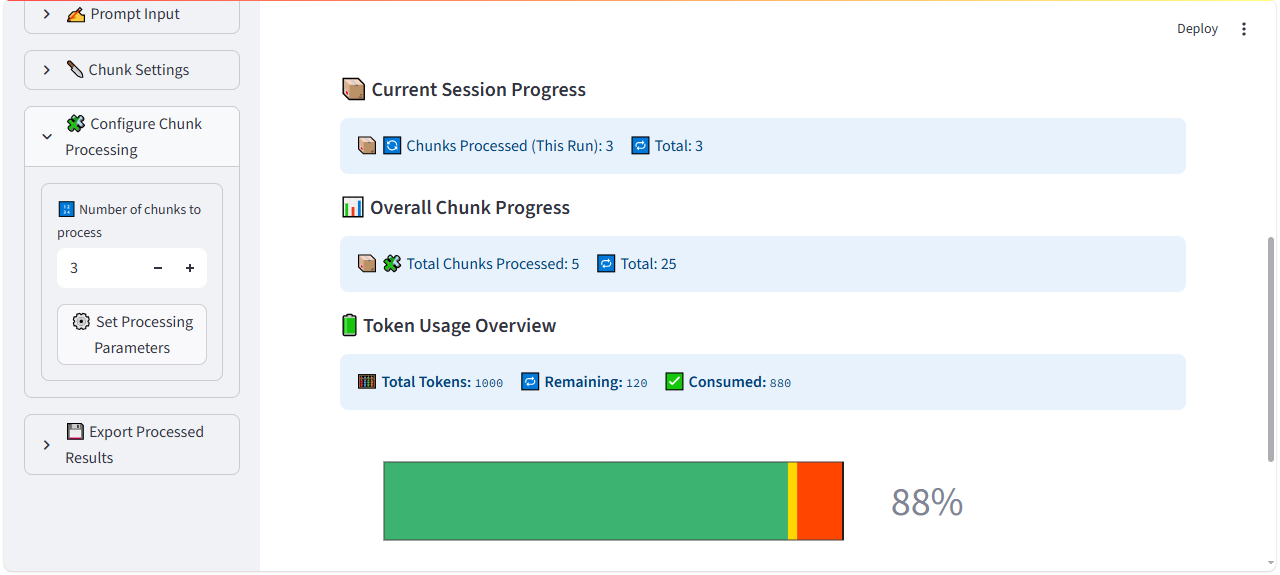 Prompt Input
Deploy
Chunk Settings
Configure Chunk
Processing
Number of chunks to
process
3
Set Processing
Parameters
Export Processed
Results
Current Session Progress
Chunks Processed (This Run): 3 Total: 3
Overall Chunk Progress
Total Chunks Processed: 5 Total: 25
Token Usage Overview
Total Tokens: 1000 Remaining: 120 Consumed: 880
88%